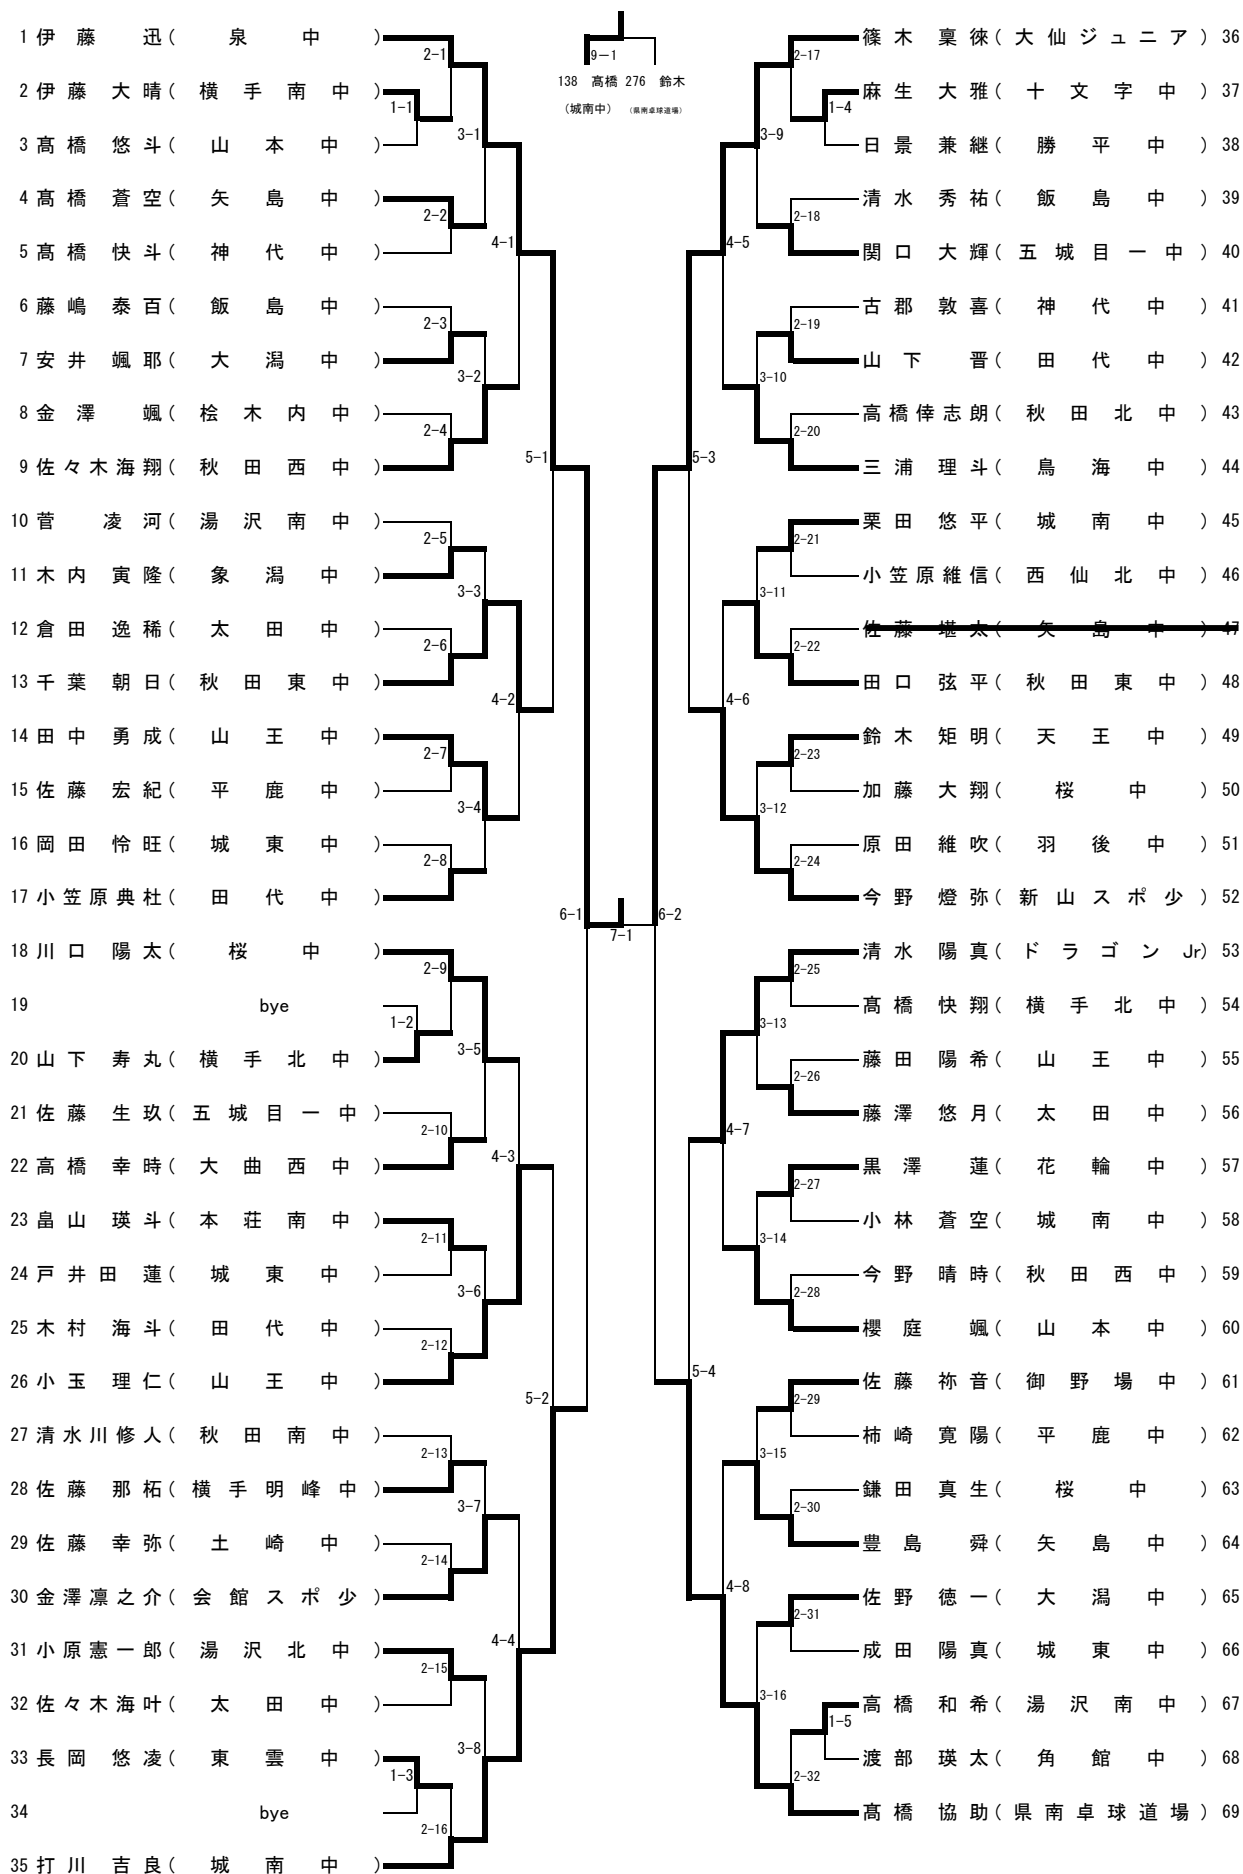 9-1
138 高橋 276 鈴木
（城南中） （県南卓球道場）
1 伊藤 迅（泉中）
2 伊藤大晴（横手南中）
3 髙橋悠斗（山本中）
4 髙橋蒼空（矢島中）
5 髙橋快斗（神代中）
6 藤嶋泰百（飯島中）
7 安井颯耶（大潟中）
8 金澤 颯（桧木内中）
9 佐々木海翔（秋田西中）
10 菅 凌河（湯沢南中）
11 木内寅隆（象潟中）
12 倉田逸稀（太田中）
13 千葉朝日（秋田東中）
14 田中勇成（山王中）
15 佐藤宏紀（平鹿中）
16 岡田怜旺（城東中）
17 小笠原典杜（田代中）
18 川口陽太（桜中）
19 bye
20 山下寿丸（横手北中）
21 佐藤生玖（五城目一中）
22 高橋幸時（大曲西中）
23 畠山瑛斗（本荘南中）
24 戸井田蓮（城東中）
25 木村海斗（田代中）
26 小玉理仁（山王中）
27 清水川修人（秋田南中）
28 佐藤那柘（横手明峰中）
29 佐藤幸弥（土崎中）
30 金澤凛之介（会館スポ少）
31 小原憲一郎（湯沢北中）
32 佐々木海叶（太田中）
33 長岡悠凌（東雲中）
34 bye
35 打川吉良（城南中）
1-1
1-2
1-3
2-1
2-2
2-3
2-4
2-5
2-6
2-7
2-8
2-9
2-10
2-11
2-12
2-13
2-14
2-15
2-16
3-1
3-2
3-3
3-4
3-5
3-6
3-7
3-8
4-1
4-2
4-3
4-4
5-1
5-2
6-1
7-1
6-2
5-3
5-4
4-5
4-6
4-7
4-8
3-9
3-10
3-11
3-12
3-13
3-14
3-15
3-16
2-17
2-18
2-19
2-20
2-21
2-22
2-23
2-24
2-25
2-26
2-27
2-28
2-29
2-30
2-31
2-32
1-4
1-5
篠木稟徠（大仙ジュニア）36
麻生大雅（十文字中）37
日景兼継（勝平中）38
清水秀祐（飯島中）39
関口大輝（五城目一中）40
古郡敦喜（神代中）41
山下 晋（田代中）42
高橋倖志朗（秋田北中）43
三浦理斗（鳥海中）44
栗田悠平（城南中）45
小笠原維信（西仙北中）46
佐藤堪太（矢島中）47
田口弦平（秋田東中）48
鈴木矩明（天王中）49
加藤大翔（桜中）50
原田維吹（羽後中）51
今野燈弥（新山スポ少）52
清水陽真（ドラゴンJr）53
髙橋快翔（横手北中）54
藤田陽希（山王中）55
藤澤悠月（太田中）56
黒澤 蓮（花輪中）57
小林蒼空（城南中）58
今野晴時（秋田西中）59
櫻庭 颯（山本中）60
佐藤祢音（御野場中）61
柿崎寛陽（平鹿中）62
鎌田真生（桜中）63
豊島 舜（矢島中）64
佐野徳一（大潟中）65
成田陽真（城東中）66
高橋和希（湯沢南中）67
渡部瑛太（角館中）68
髙橋協助（県南卓球道場）69